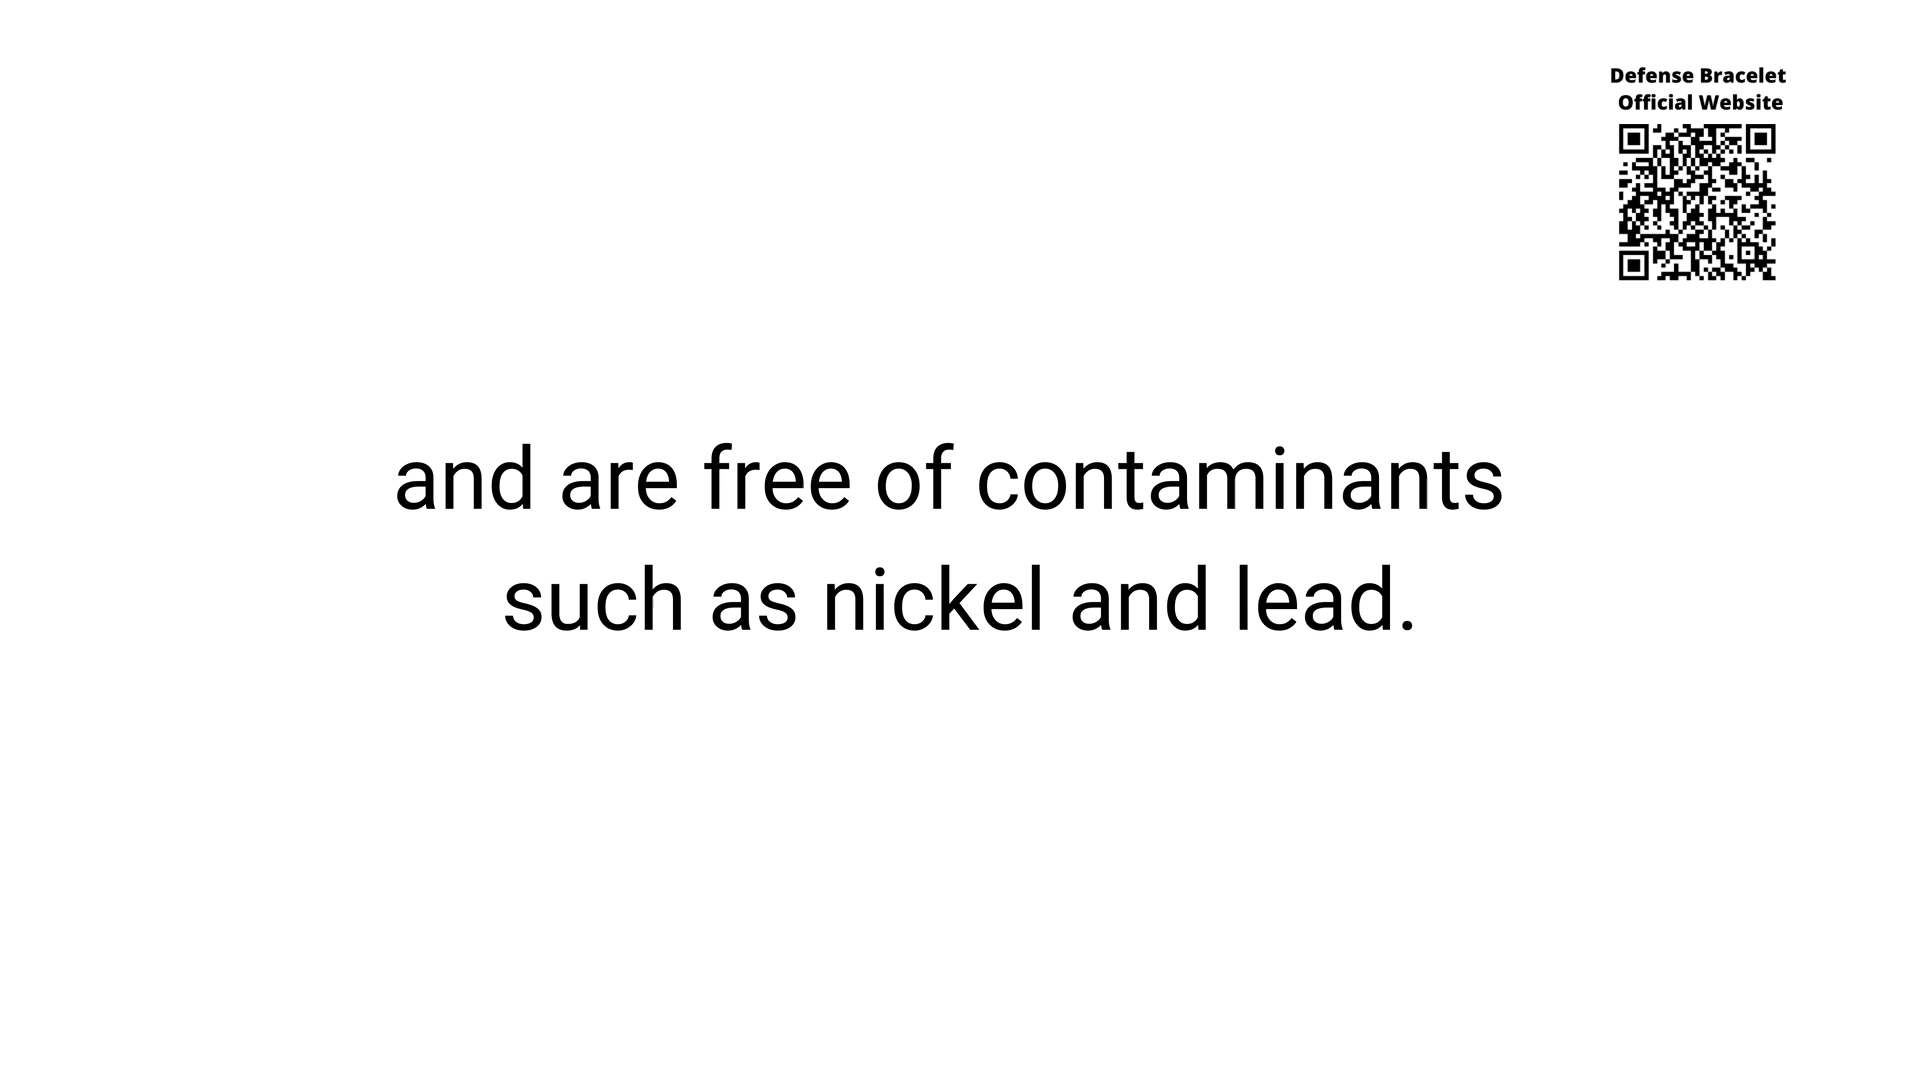 Defense Bracelet
Official Website
and are free of contaminants
such as nickel and lead.